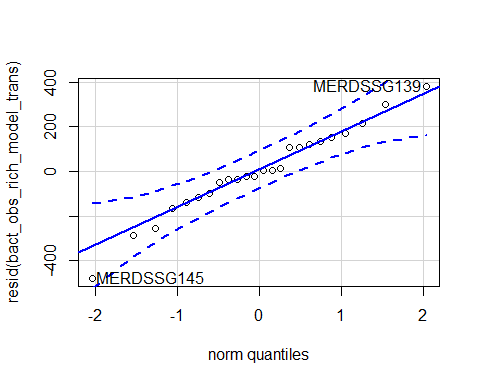 resid(bact_obs_rich_model_trans)
400
200
0
-400
MERDSSG139
MERDSSG145
-2
-1
0
1
2
norm quantiles